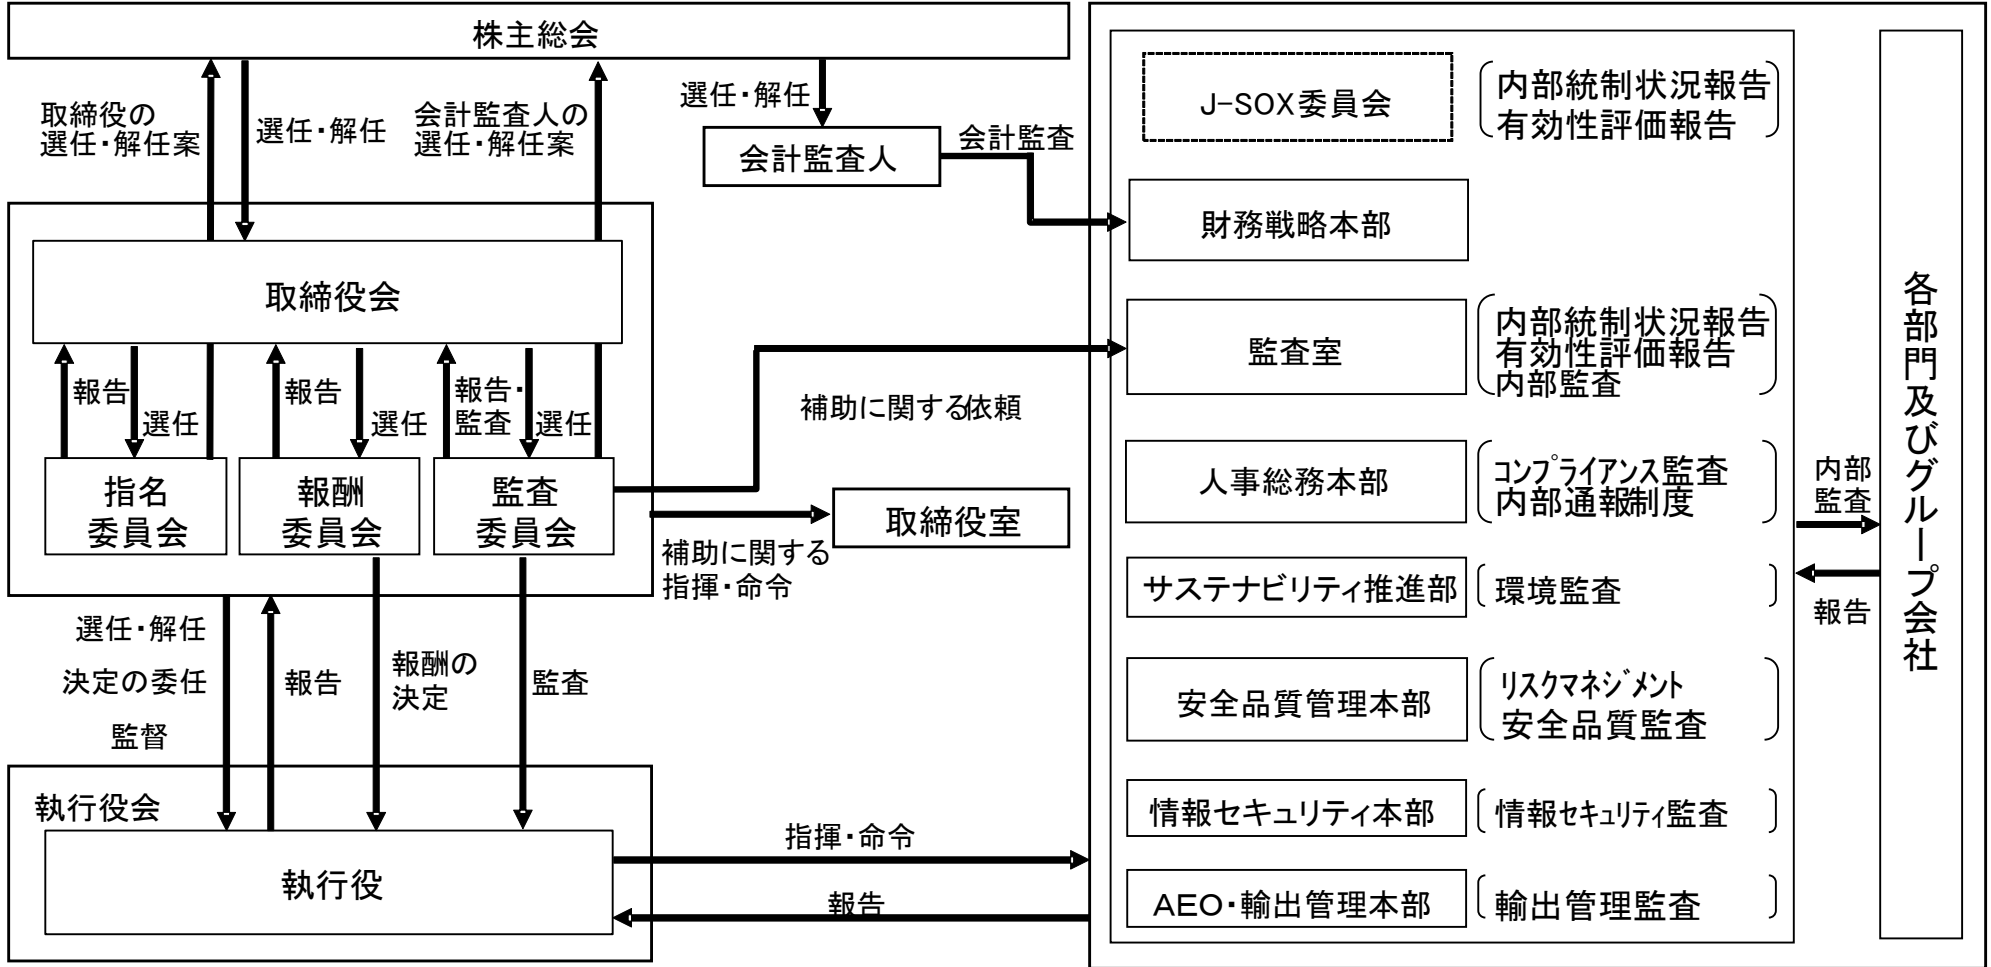 株主総会
取締役の
選任・解任案
選任・解任
会計監査人の
選任・解任案
選任・解任
会計監査人
会計監査
取締役会
報告
選任
報告
選任
報告・
監査
選任
指名
委員会
報酬
委員会
監査
委員会
補助に関する依頼
取締役室
補助に関する
指揮・命令
選任・解任
決定の委任
監督
報告
報酬の
決定
監査
執行役会
執行役
指揮・命令
報告
J-SOX委員会
内部統制状況報告
有効性評価報告
財務戦略本部
監査室
内部統制状況報告
有効性評価報告
内部監査
人事総務本部
コンプライアンス監査
内部通報制度
サステナビリティ推進部
環境監査
安全品質管理本部
リスクマネジメント
安全品質監査
情報セキュリティ本部
情報セキュリティ監査
AEO・輸出管理本部
輸出管理監査
内部
監査
報告
各部門及びグループ会社